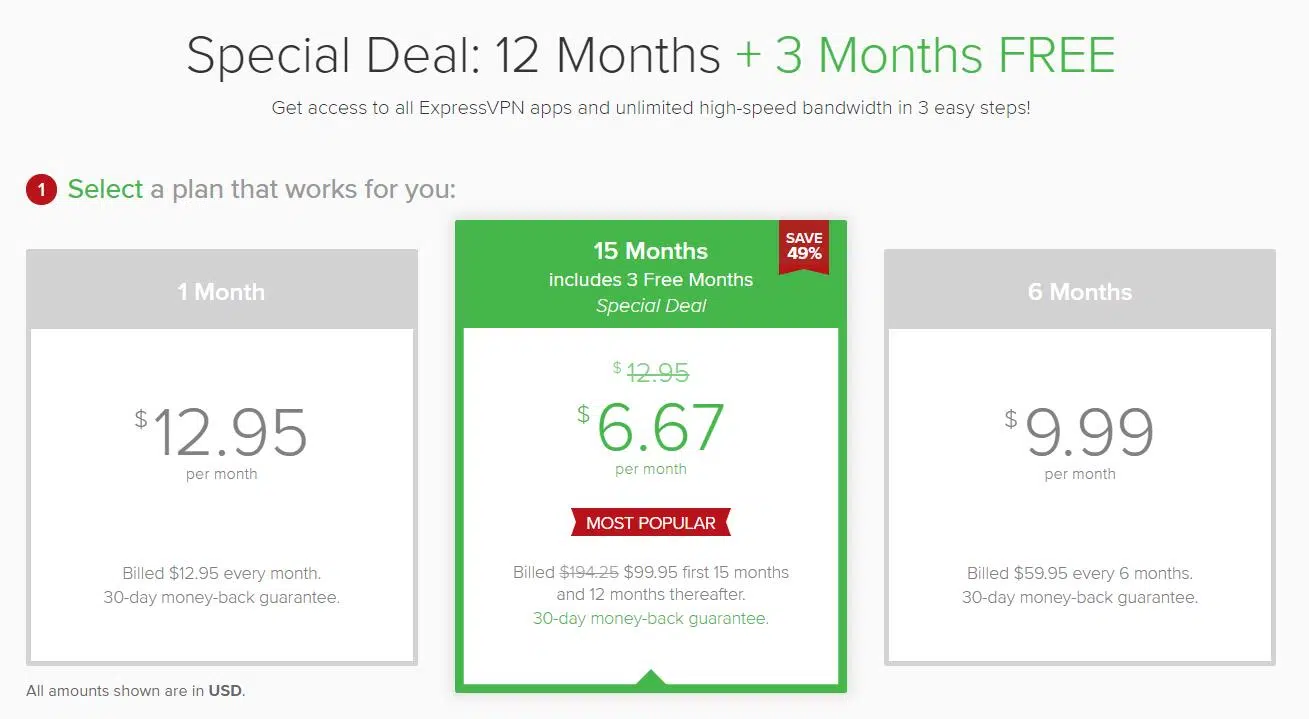 Special Deal: 12 Months + 3 Months FREE
Get access to all ExpressVPN apps and unlimited high-speed bandwidth in 3 easy steps!
1 Select a plan that works for you:
1 Month
$12.95
per month
Billed $12.95 every month.
30-day money-back guarantee.
SAVE
49%
15 Months
includes 3 Free Months
Special Deal
$12.95
$6.67
per month
MOST POPULAR
Billed $194.25 $99.95 first 15 months
and 12 months thereafter.
30-day money-back guarantee.
6 Months
$9.99
per month
Billed $59.95 every 6 months.
30-day money-back guarantee.
All amounts shown are in USD.